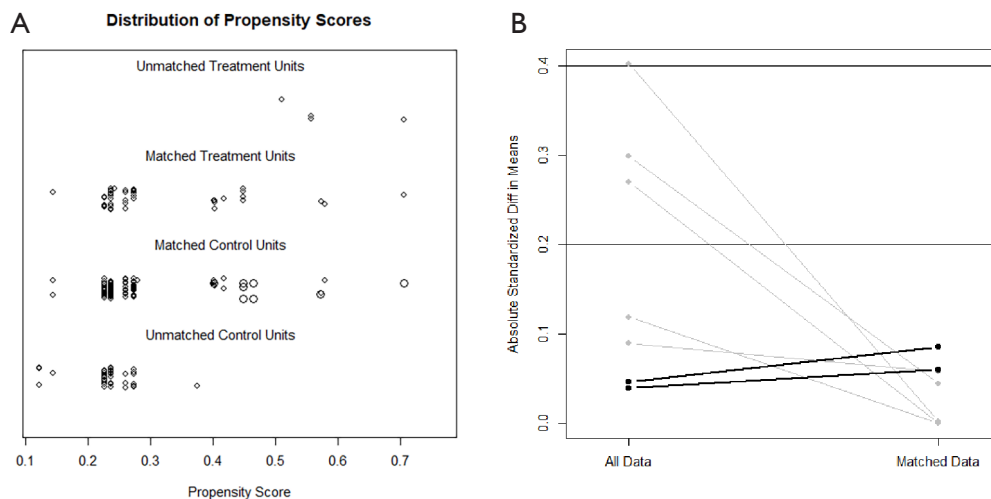 A
Distribution of Propensity Scores
Unmatched Treatment Units
Matched Treatment Units
Matched Control Units
Unmatched Control Units
0.1 0.2 0.3 0.4 0.5 0.6 0.7
Propensity Score
B
Absolute Standardized Diff in Means
0.4
0.3
0.2
0.1
0.0
All Data Matched Data